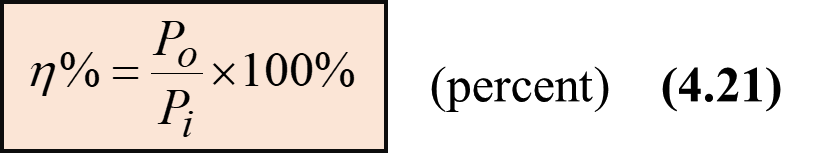 η% = P_o / P_i × 100% (percent) (4.21)